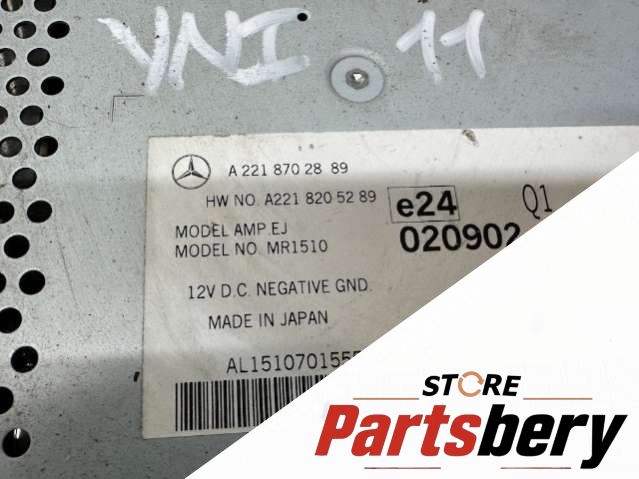 YNI 11
A 221 870 28 89
HW NO. A221 820 52 89
e24 Q1
MODEL AMP.EJ
MODEL NO. MR1510
020902
12V D.C. NEGATIVE GND.
MADE IN JAPAN
AL15107015
STORE
Partsbery